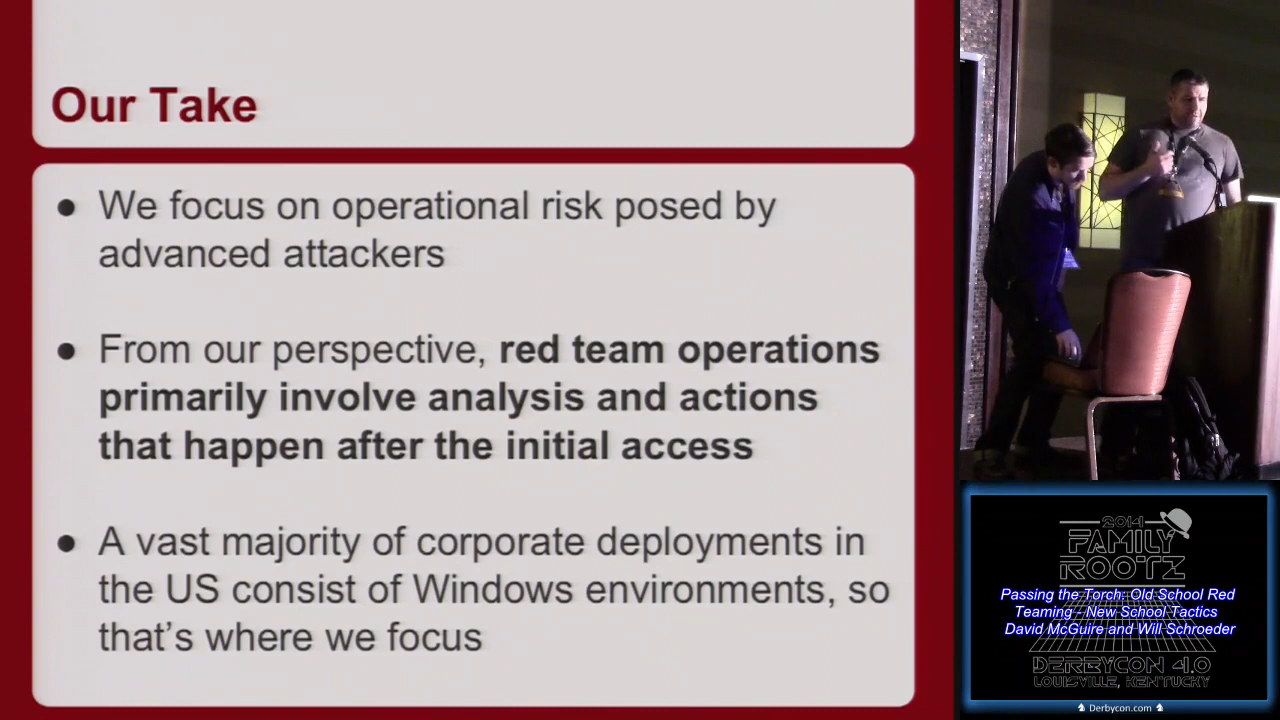 Our Take
● We focus on operational risk posed by
advanced attackers
● From our perspective, red team operations
primarily involve analysis and actions
that happen after the initial access
● A vast majority of corporate deployments in
the US consist of Windows environments, so
that’s where we focus
2014
FAMILY
ROOTZ
Passing the Torch: Old School Red
Teaming - New School Tactics
David McGuire and Will Schroeder
DERBYCON 4.0
LOUISVILLE, KENTUCKY
Derbycon.com